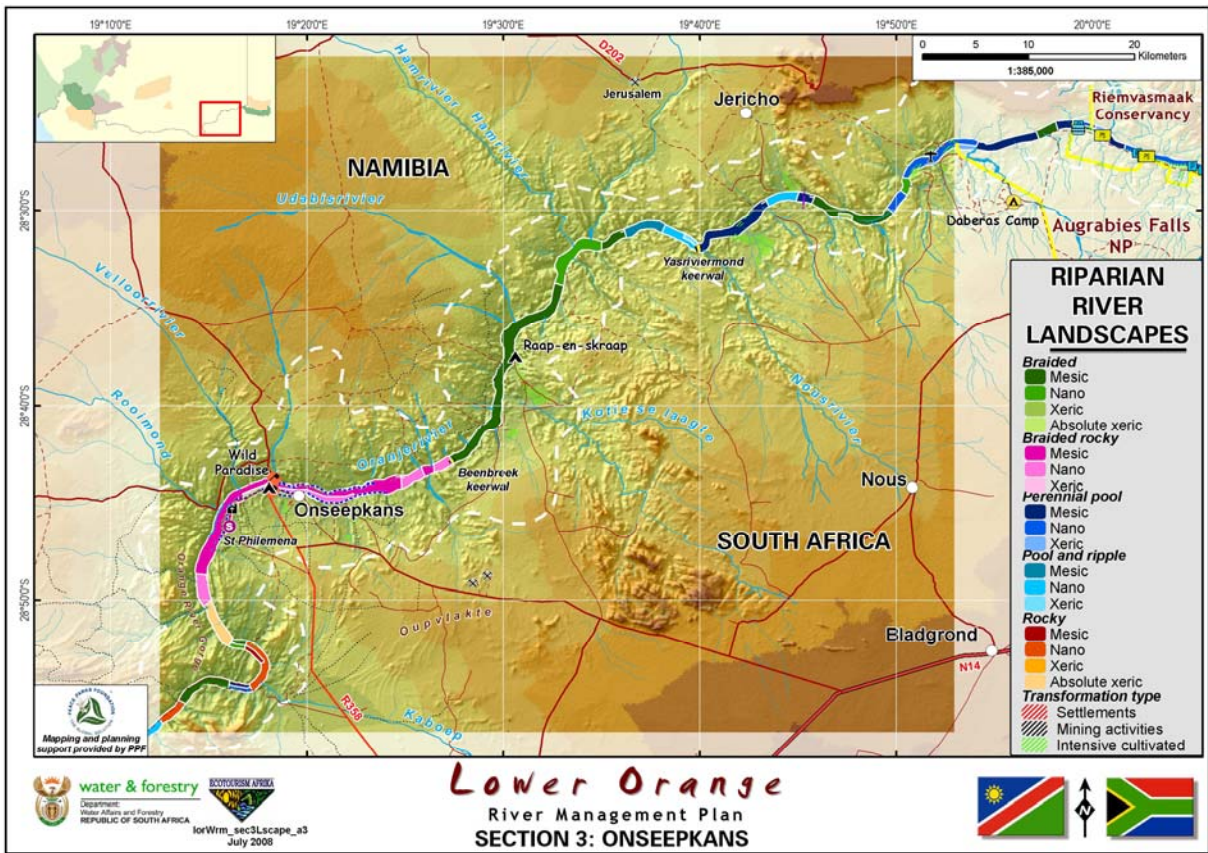 19°10'0"E
19°20'0"E
19°30'0"E
19°40'0"E
19°50'0"E
20°0'0"E
0 5 10 20
Kilometers
1:385,000
D202
Hamrivier
Jerusalem
Jericho
Riemvasmaak
Conservancy
NAMIBIA
Hamrivier
28°30'0"S
Udabisrivier
Daberas Camp
Augrabies Falls
NP
Velloorrivier
Yasriviermond
keerwal
Raap-en-skraap
28°40'0"S
Rooimond
Kotie se laagte
Nousrivier
Oranjerivier
Wild
Paradise
Beenbreek
keerwal
Onseepkans
Nous
S
St Philemena
SOUTH AFRICA
28°50'0"S
Oupvlakte
Bladgrond
N14
R358
Kaboep
RIPARIAN
RIVER
LANDSCAPES
Braided
Mesic
Nano
Xeric
Absolute xeric
Braided rocky
Mesic
Nano
Xeric
Perennial pool
Mesic
Nano
Xeric
Pool and ripple
Mesic
Nano
Xeric
Rocky
Mesic
Nano
Xeric
Absolute xeric
Transformation type
Settlements
Mining activities
Intensive cultivated
Mapping and planning
support provided by PPF
water & forestry
Department:
Water Affairs and Forestry
REPUBLIC OF SOUTH AFRICA
ECOTOURISM AFRIKA
lorWrm_sec3Lscape_a3
July 2008
Lower Orange
River Management Plan
SECTION 3: ONSEEPKANS
N